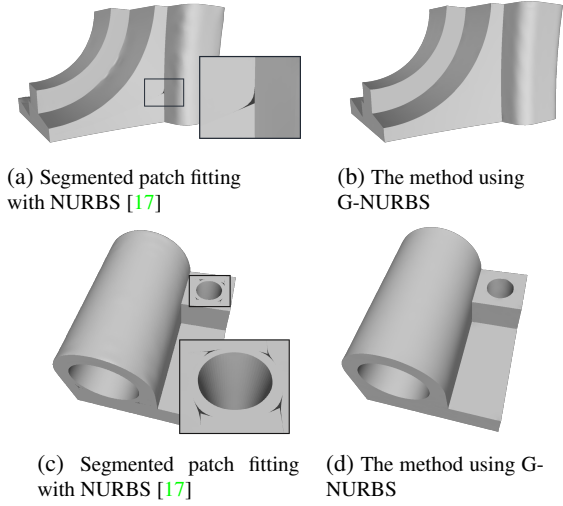 (a) Segmented patch fitting
with NURBS [17]
(b) The method using
G-NURBS
(c) Segmented patch fitting
with NURBS [17]
(d) The method using G-
NURBS